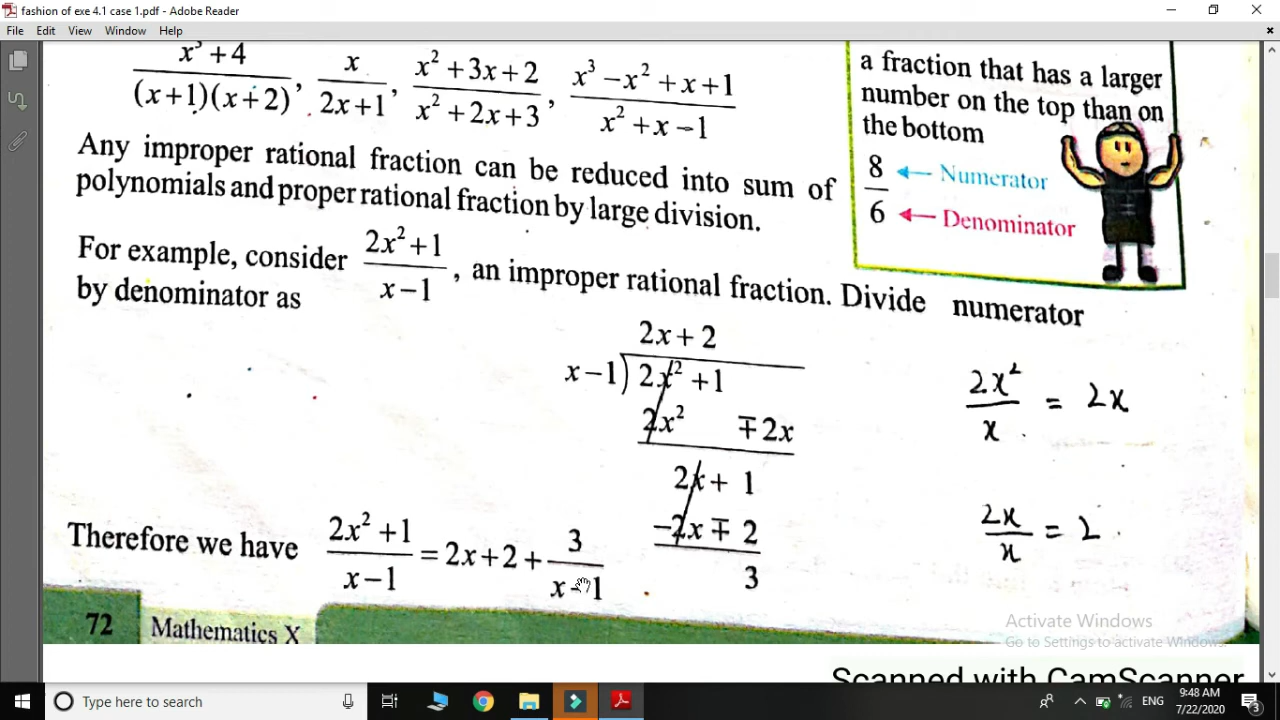 fashion of exe 4.1 case 1.pdf - Adobe Reader
File Edit View Window Help
x³ + 4 / (x+1)(x+2), x / 2x+1, x² + 3x + 2 / x² + 2x + 3, x³ − x² + x + 1 / x² + x − 1
a fraction that has a larger
number on the top than on
the bottom
8 Numerator
6 Denominator
Any improper rational fraction can be reduced into sum of
polynomials and proper rational fraction by large division.
For example, consider 2x² + 1 / x − 1, an improper rational fraction. Divide numerator
by denominator as
2x + 2
x − 1 ) 2x² + 1
2x² ∓ 2x
2x + 1
−2x ∓ 2
3
2x² / x = 2x
2x / x = 2
Therefore we have 2x² + 1 / x − 1 = 2x + 2 + 3 / x − 1
72 Mathematics X
Activate Windows
Go to Settings to activate Windows.
Scanned with CamScanner
Type here to search
ENG
9:48 AM
7/22/2020
3